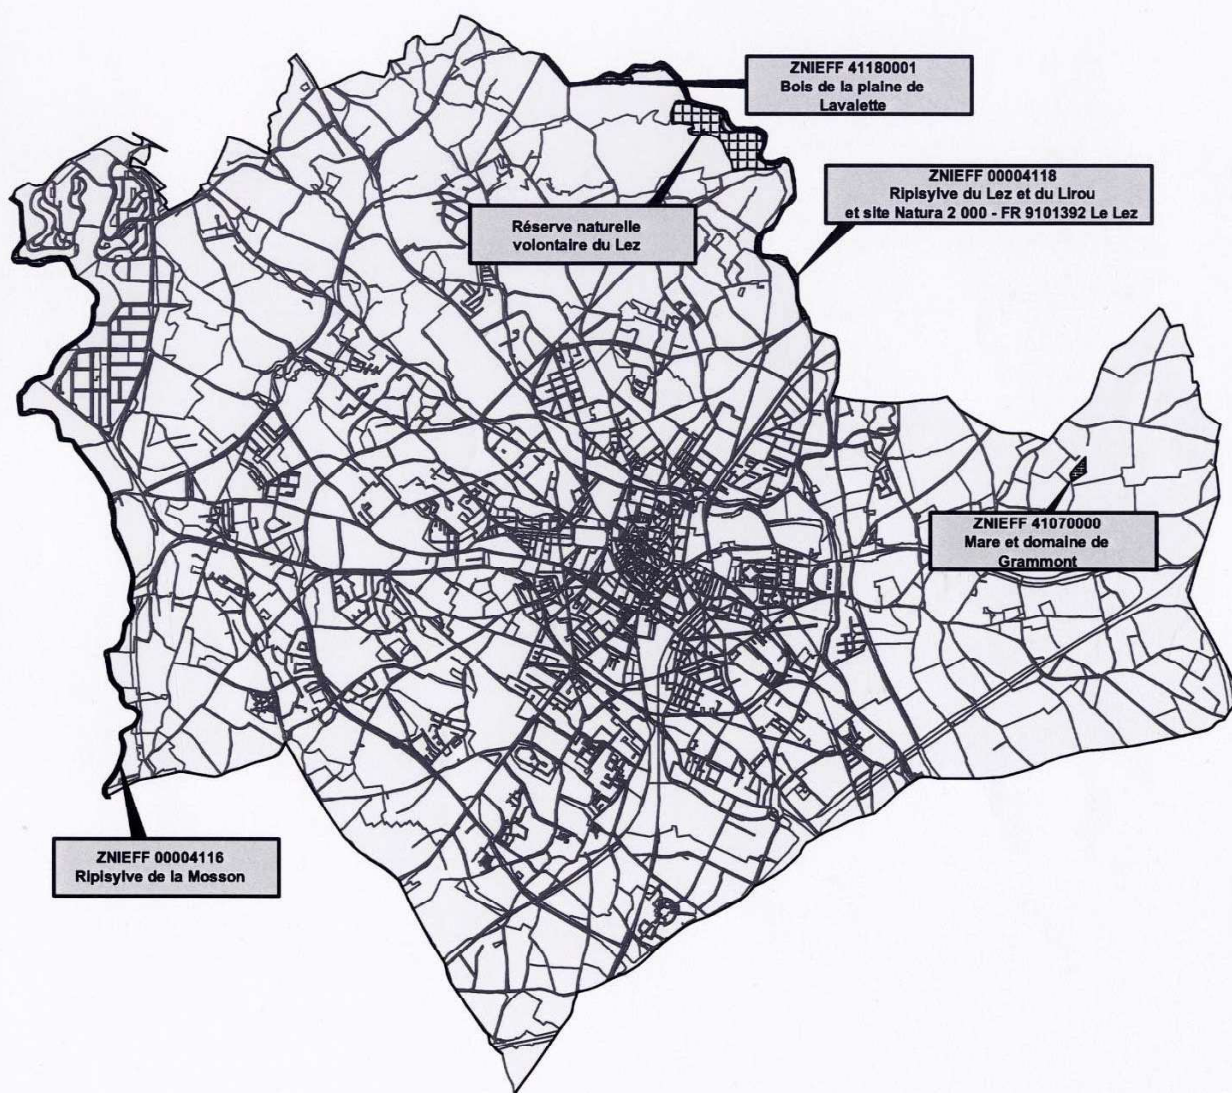 ZNIEFF 41180001
Bois de la plaine de
Lavalette
ZNIEFF 00004118
Ripisylve du Lez et du Lirou
et site Natura 2 000 - FR 9101392 Le Lez
Réserve naturelle
volontaire du Lez
ZNIEFF 41070000
Mare et domaine de
Grammont
ZNIEFF 00004116
Ripisylve de la Mosson